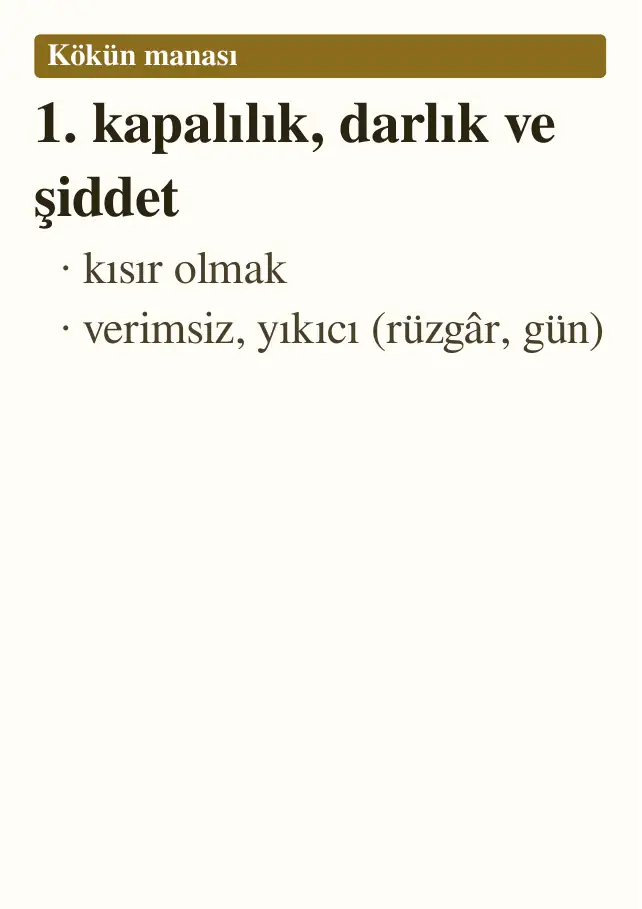 Kökün manası
1. kapalılık, darlık ve
şiddet
· kısır olmak
· verimsiz, yıkıcı (rüzgâr, gün)